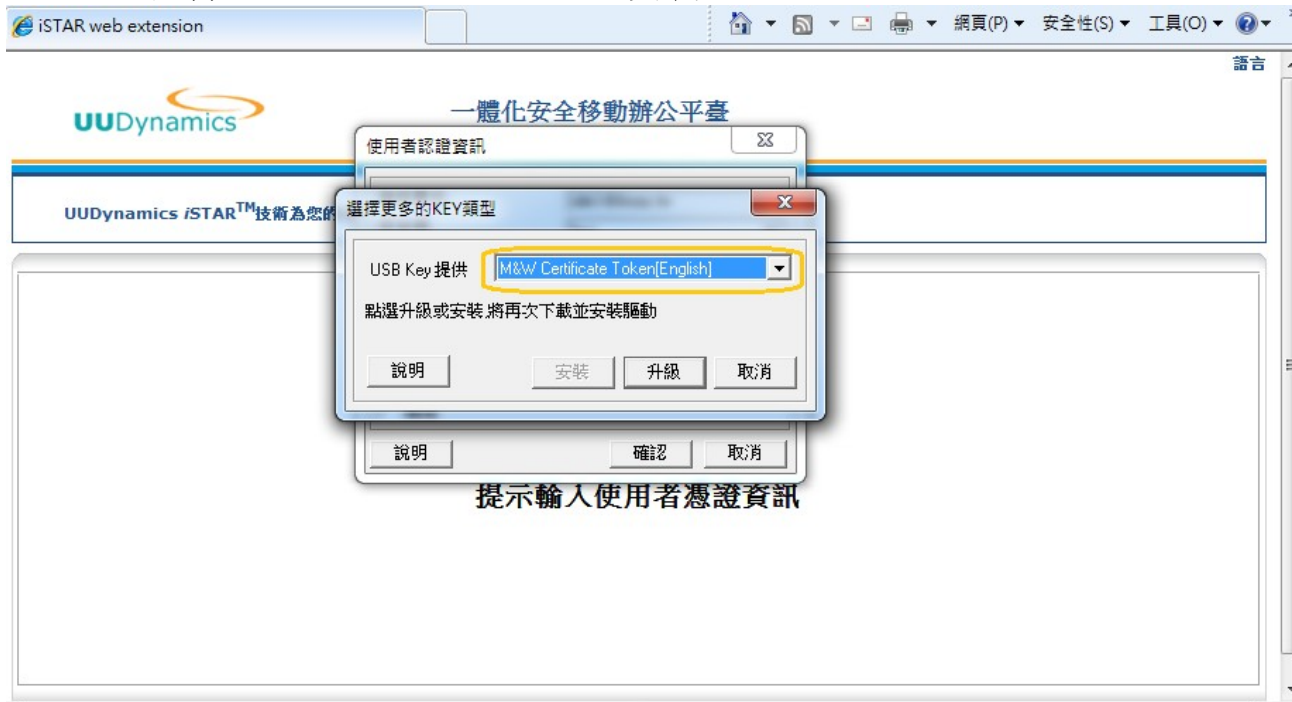 iSTAR web extension
網頁(P) 安全性(S) 工具(O)
語言
UUDynamics
一體化安全移動辦公平臺
使用者認證資訊
UUDynamics iSTAR™技術為您的
選擇更多的KEY類型
USB Key 提供 M&W Certificate Token[English]
點選升級或安裝,將再次下載並安裝驅動
說明 安裝 升級 取消
說明 確認 取消
提示輸入使用者憑證資訊